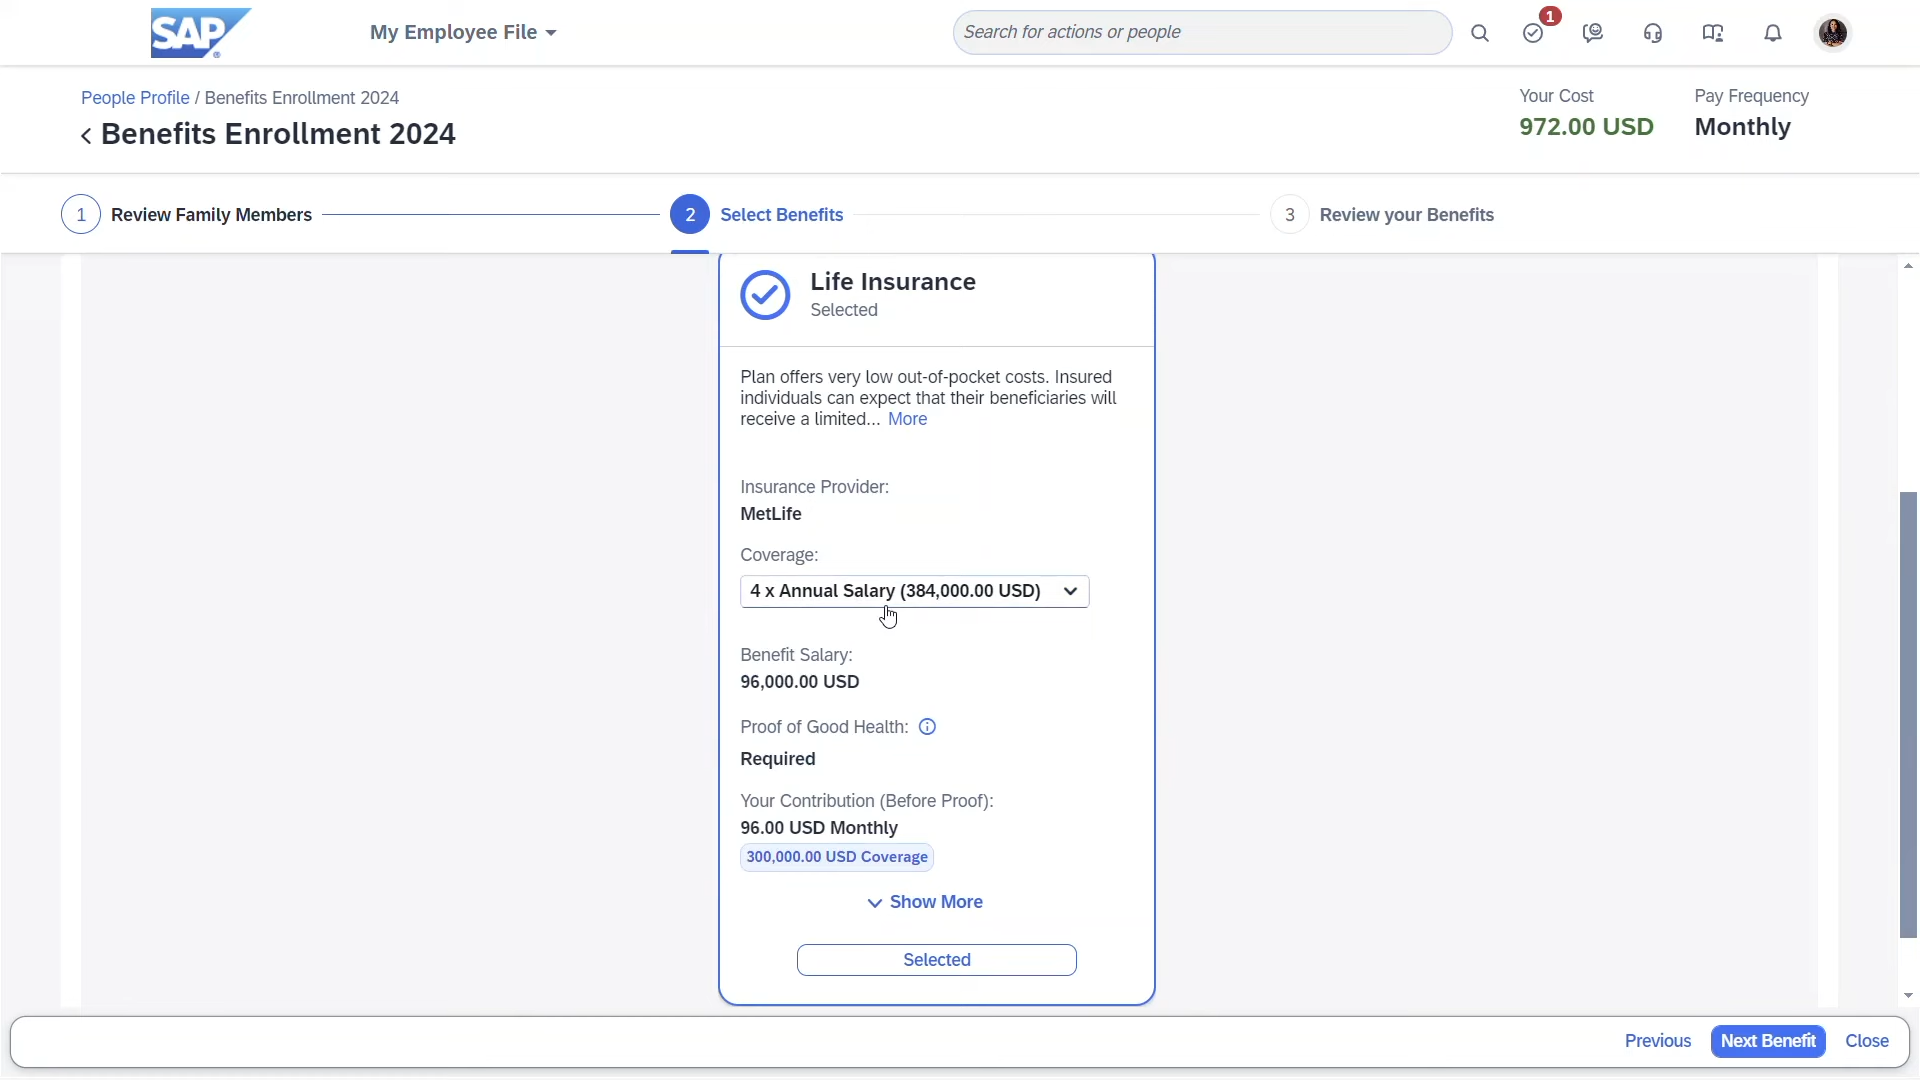 SAP
My Employee File
Search for actions or people
1
People Profile / Benefits Enrollment 2024
Benefits Enrollment 2024
Your Cost
972.00 USD
Pay Frequency
Monthly
1 Review Family Members
2 Select Benefits
3 Review your Benefits
Life Insurance
Selected
Plan offers very low out-of-pocket costs. Insured
individuals can expect that their beneficiaries will
receive a limited... More
Insurance Provider:
MetLife
Coverage:
4 x Annual Salary (384,000.00 USD)
Benefit Salary:
96,000.00 USD
Proof of Good Health:
Required
Your Contribution (Before Proof):
96.00 USD Monthly
300,000.00 USD Coverage
Show More
Selected
Previous
Next Benefit
Close